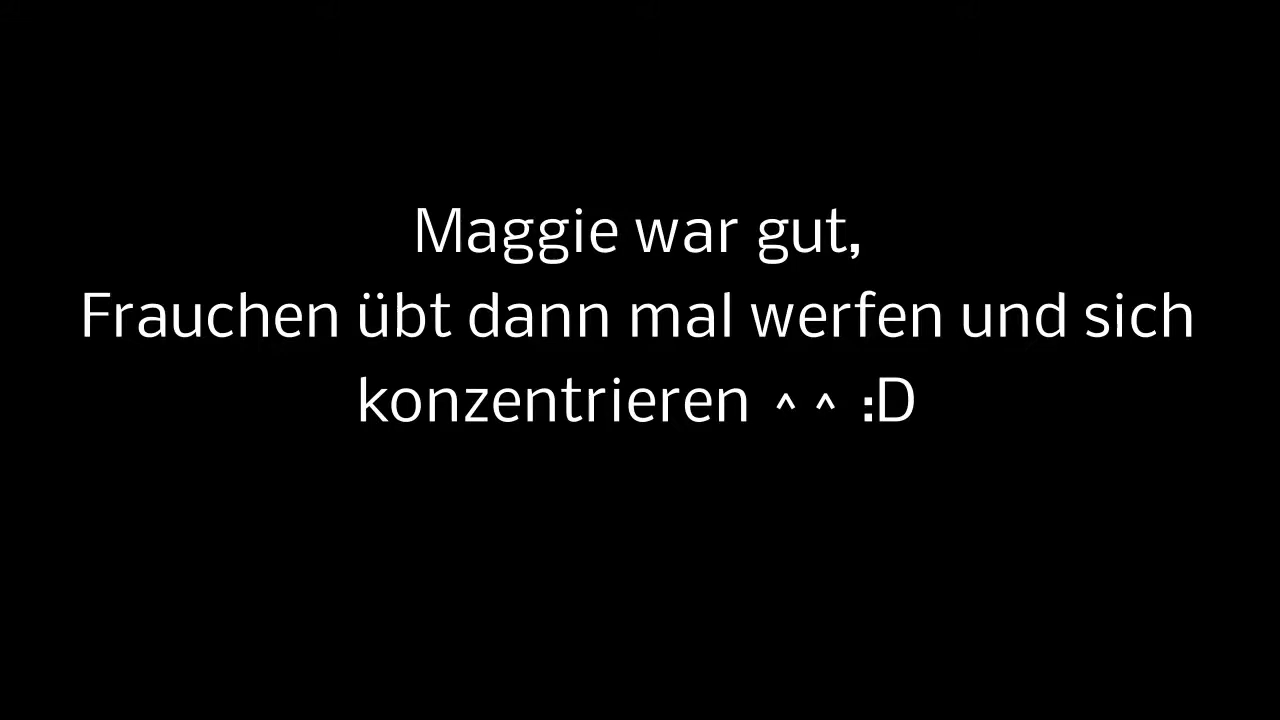 Maggie war gut,
Frauchen übt dann mal werfen und sich
konzentrieren ^^ :D